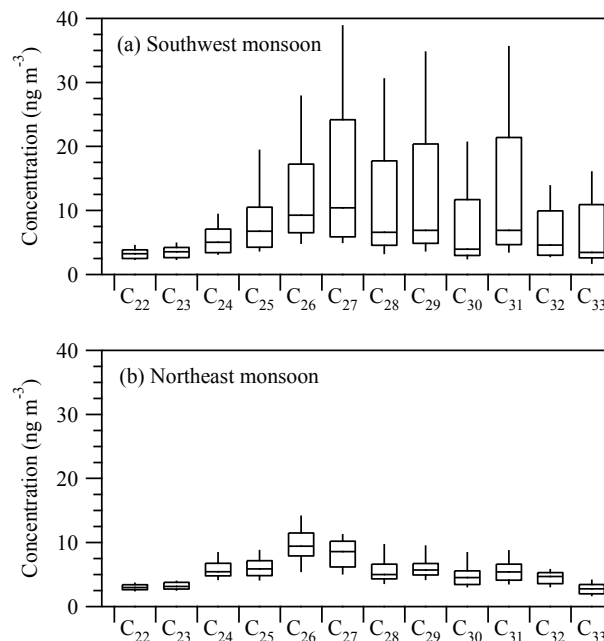 40
(a) Southwest monsoon
30
20
10
0
Concentration (ng m⁻³)
C₂₂ C₂₃ C₂₄ C₂₅ C₂₆ C₂₇ C₂₈ C₂₉ C₃₀ C₃₁ C₃₂ C₃₃
40
(b) Northeast monsoon
30
20
10
0
Concentration (ng m⁻³)
C₂₂ C₂₃ C₂₄ C₂₅ C₂₆ C₂₇ C₂₈ C₂₉ C₃₀ C₃₁ C₃₂ C₃₃